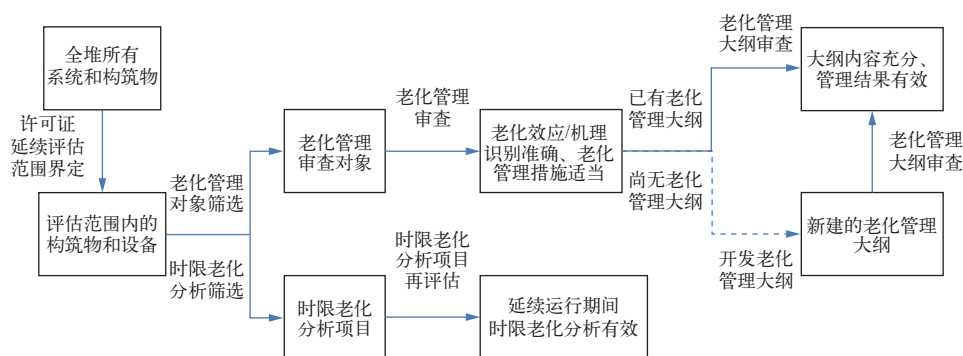 全堆所有
系统和构筑物
许可证
延续评估
范围界定
评估范围内的
构筑物和设备
老化管理
对象筛选
时限老化
分析筛选
老化管理
审查对象
时限老化
分析项目
老化管理
审查
时限老化
分析项目
再评估
老化效应/机理
识别准确、老化
管理措施适当
延续运行期间
时限老化分析有效
已有老化
管理大纲
尚无老化
管理大纲
老化管理
大纲审查
开发老化
管理大纲
大纲内容充分、
管理结果有效
老化管理
大纲审查
新建的老化管理
大纲